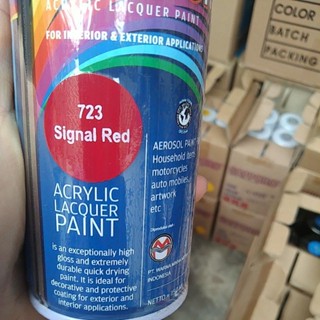 ACRYLIC LACQUER PAINT
FOR INTERIOR & EXTERIOR APPLICATIONS
723
Signal Red
ACRYLIC
LACQUER
PAINT
is an exceptionally high
gloss and extremely
durable quick drying
paint. It is ideal for
decorative and protective
coating for exterior and
interior applications.
AEROSOL PAINT
Household item
motorcycles
auto mobiles
artwork
etc
INDONESIA
COLOR
BATCH
PACKING